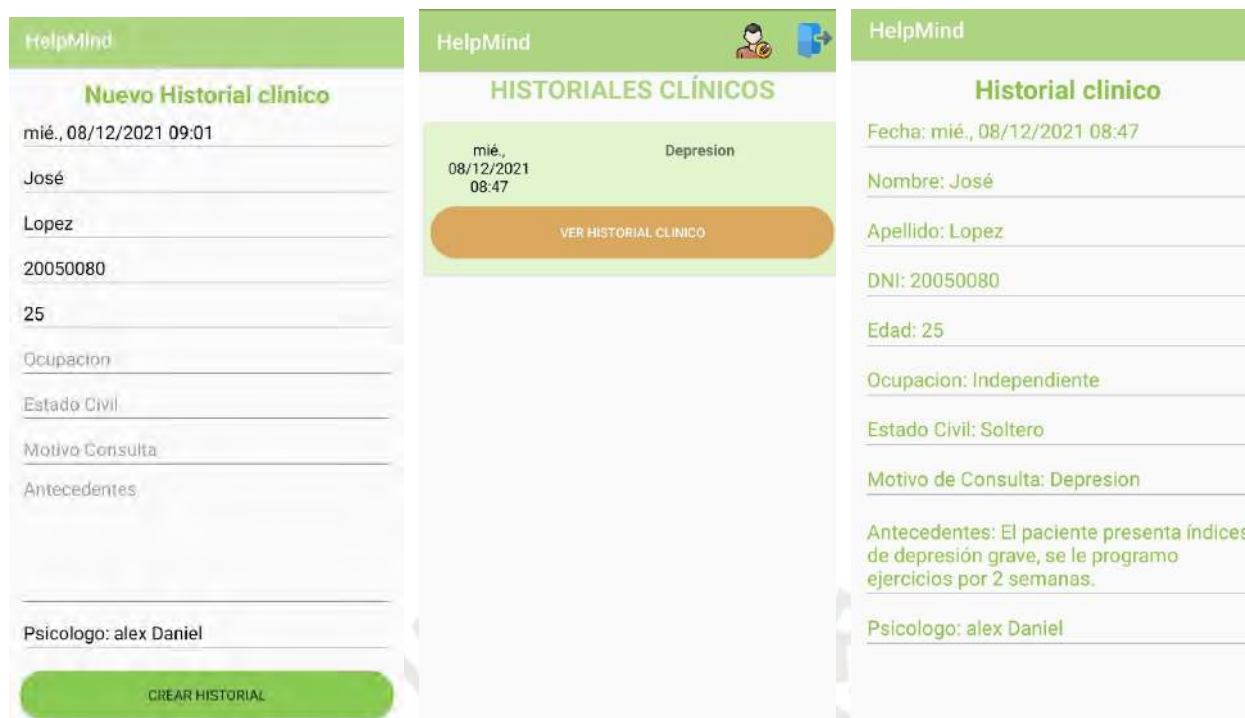 HelpMind
Nuevo Historial clínico
mié., 08/12/2021 09:01
José
Lopez
20050080
25
Ocupacion
Estado Civil
Motivo Consulta
Antecedentes
Psicologo: alex Daniel
CREAR HISTORIAL
HelpMind
HISTORIALES CLÍNICOS
mié.,
08/12/2021
08:47
Depresion
VER HISTORIAL CLINICO
HelpMind
Historial clinico
Fecha: mié., 08/12/2021 08:47
Nombre: José
Apellido: Lopez
DNI: 20050080
Edad: 25
Ocupacion: Independiente
Estado Civil: Soltero
Motivo de Consulta: Depresion
Antecedentes: El paciente presenta índices
de depresión grave, se le programo
ejercicios por 2 semanas.
Psicologo: alex Daniel